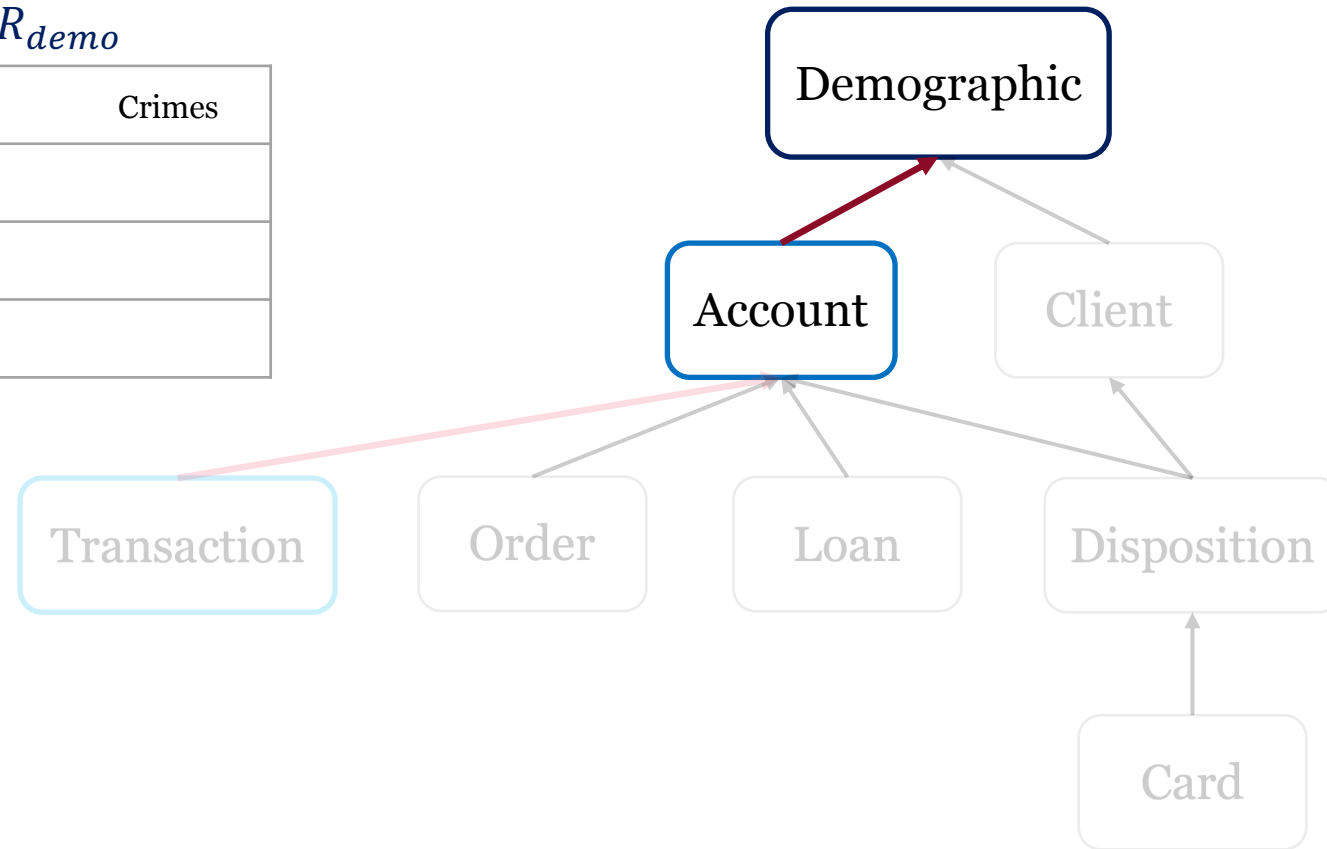 R_demo
Crimes
Demographic
Account
Client
Transaction
Order
Loan
Disposition
Card